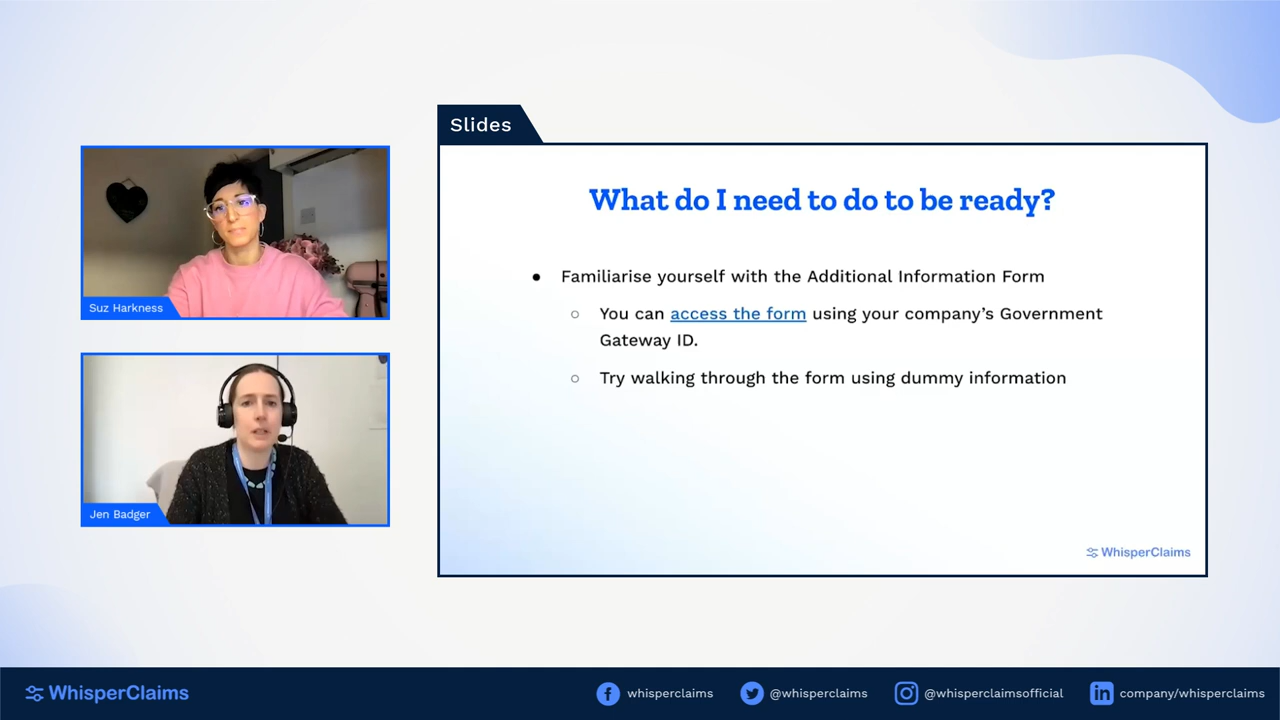 Slides
What do I need to do to be ready?
● Familiarise yourself with the Additional Information Form
○ You can access the form using your company’s Government
Gateway ID.
○ Try walking through the form using dummy information
WhisperClaims
Suz Harkness
Jen Badger
WhisperClaims
whisperclaims
@whisperclaims
@whisperclaimsofficial
company/whisperclaims